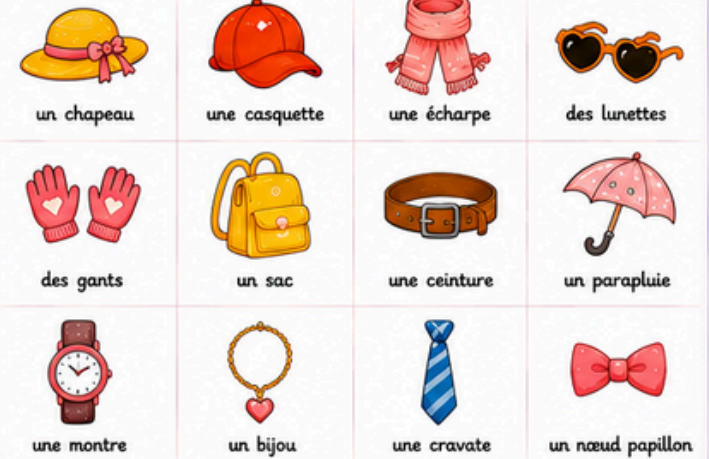 un chapeau
une casquette
une écharpe
des lunettes
des gants
un sac
une ceinture
un parapluie
une montre
un bijou
une cravate
un nœud papillon